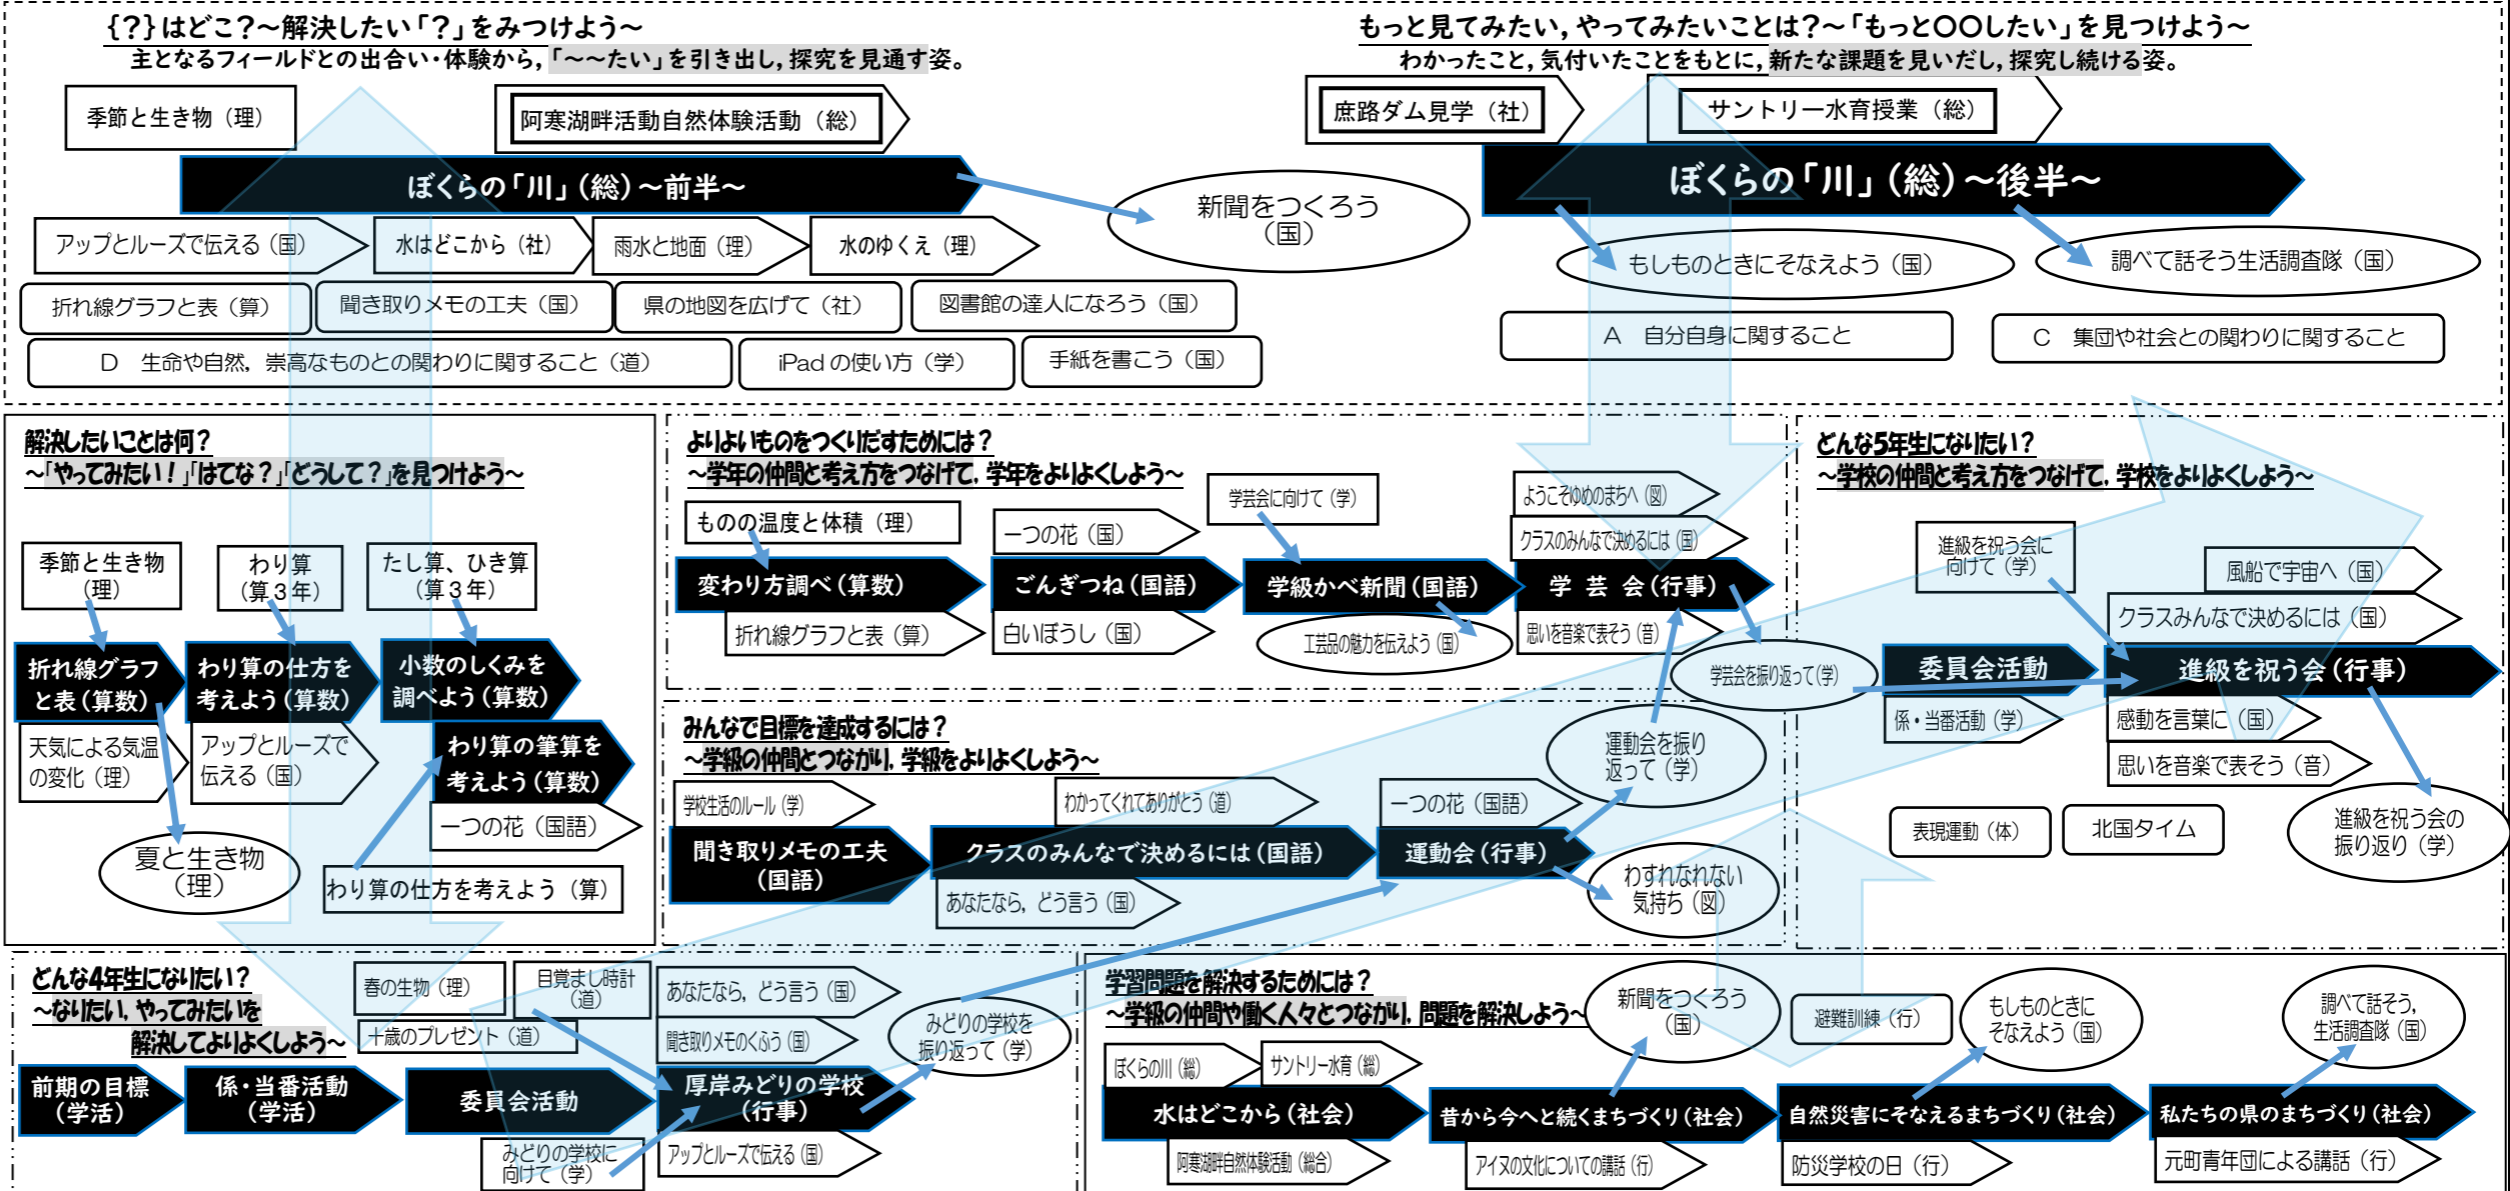 {?}はどこ?～解決したい「?」をみつけよう～
主となるフィールドとの出合い・体験から,「～～たい」を引き出し,探究を見通す姿。
季節と生き物（理）
阿寒湖畔活動自然体験活動（総）
ぼくらの「川」（総）～前半～
新聞をつくろう
（国）
アップとルーズで伝える（国）
水はどこから（社）
雨水と地面（理）
水のゆくえ（理）
折れ線グラフと表（算）
聞き取りメモの工夫（国）
県の地図を広げて（社）
図書館の達人になろう（国）
D　生命や自然，崇高なものとの関わりに関すること（道）
iPadの使い方（学）
手紙を書こう（国）
もっと見てみたい,やってみたいことは?～「もっと〇〇したい」を見つけよう～
わかったこと,気付いたことをもとに,新たな課題を見いだし,探究し続ける姿。
庶路ダム見学（社）
サントリー水育授業（総）
ぼくらの「川」（総）～後半～
もしものときにそなえよう（国）
調べて話そう生活調査隊（国）
A　自分自身に関すること
C　集団や社会との関わりに関すること
解決したいことは何?
～「やってみたい!」「はてな?」「どうして?」を見つけよう～
季節と生き物
（理）
わり算
（算３年）
たし算、ひき算
（算３年）
折れ線グラフ
と表（算数）
わり算の仕方を
考えよう（算数）
小数のしくみを
調べよう（算数）
天気による気温
の変化（理）
アップとルーズで
伝える（国）
わり算の筆算を
考えよう（算数）
一つの花（国語）
夏と生き物
（理）
わり算の仕方を考えよう（算）
よりよいものをつくりだすためには?
～学年の仲間と考え方をつなげて,学年をよりよくしよう～
ものの温度と体積（理）
一つの花（国）
学芸会に向けて（学）
ようこそゆめのまちへ（図）
クラスのみんなで決めるには（国）
変わり方調べ（算数）
ごんぎつね（国語）
学級かべ新聞（国語）
学 芸 会（行事）
折れ線グラフと表（算）
白いぼうし（国）
工芸品の魅力を伝えよう（国）
思いを音楽で表そう（音）
学芸会を振り返って（学）
みんなで目標を達成するには?
～学級の仲間とつながり,学級をよりよくしよう～
学校生活のルール（学）
わかってくれてありがとう（道）
一つの花（国語）
運動会を振り
返って（学）
聞き取りメモの工夫
（国語）
クラスのみんなで決めるには（国語）
運動会（行事）
あなたなら，どう言う（国）
わすれなれない
気持ち（図）
どんな5年生になりたい?
～学校の仲間と考え方をつなげて,学校をよりよくしよう～
進級を祝う会に
向けて（学）
風船で宇宙へ（国）
クラスみんなで決めるには（国）
委員会活動
進級を祝う会（行事）
係・当番活動（学）
感動を言葉に（国）
思いを音楽で表そう（音）
表現運動（体）
北国タイム
進級を祝う会の
振り返り（学）
どんな4年生になりたい?
～なりたい,やってみたいを
解決してよりよくしよう～
春の生物（理）
目覚まし時計
（道）
十歳のプレゼント（道）
あなたなら，どう言う（国）
聞き取りメモのくふう（国）
みどりの学校を
振り返って（学）
前期の目標
（学活）
係・当番活動
（学活）
委員会活動
厚岸みどりの学校
（行事）
みどりの学校に
向けて（学）
アップとルーズで伝える（国）
学習問題を解決するためには?
～学級の仲間や働く人々とつながり,問題を解決しよう～
新聞をつくろう
（国）
避難訓練（行）
もしものときに
そなえよう（国）
調べて話そう,
生活調査隊（国）
ぼくらの川（総）
サントリー水育（総）
水はどこから（社会）
昔から今へと続くまちづくり（社会）
自然災害にそなえるまちづくり（社会）
私たちの県のまちづくり（社会）
阿寒湖畔自然体験活動（総合）
アイヌの文化についての講話（行）
防災学校の日（行）
元町青年団による講話（行）